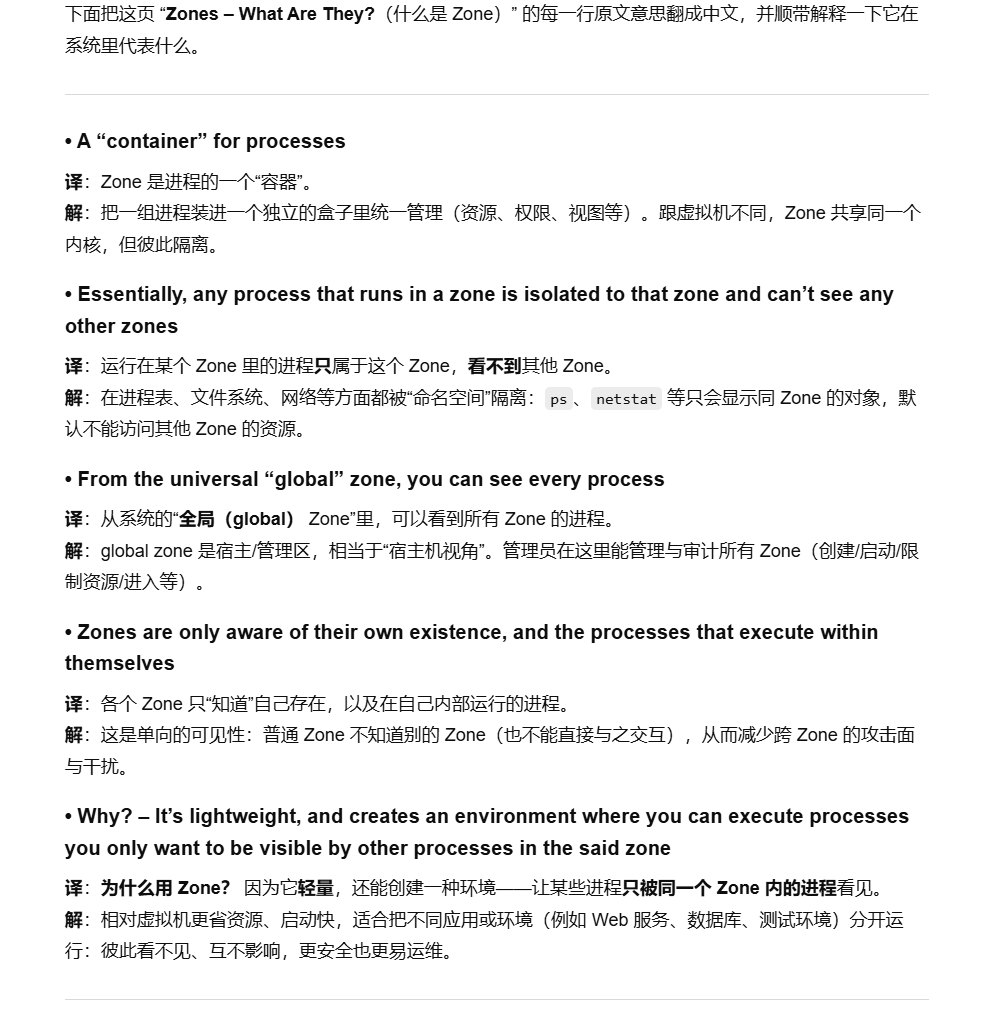 下面把这页 “Zones – What Are They?（什么是 Zone）” 的每一行原文意思翻成中文，并顺带解释一下它在
系统里代表什么。
• A “container” for processes
译：Zone 是进程的一个“容器”。
解：把一组进程装进一个独立的盒子里统一管理（资源、权限、视图等）。跟虚拟机不同，Zone 共享同一个
内核，但彼此隔离。
• Essentially, any process that runs in a zone is isolated to that zone and can’t see any
other zones
译：运行在某个 Zone 里的进程只属于这个 Zone，看不到其他 Zone。
解：在进程表、文件系统、网络等方面都被“命名空间”隔离：ps、netstat 等只会显示同 Zone 的对象，默
认不能访问其他 Zone 的资源。
• From the universal “global” zone, you can see every process
译：从系统的“全局（global） Zone”里，可以看到所有 Zone 的进程。
解：global zone 是宿主/管理区，相当于“宿主机视角”。管理员在这里能管理与审计所有 Zone（创建/启动/限
制资源/进入等）。
• Zones are only aware of their own existence, and the processes that execute within
themselves
译：各个 Zone 只“知道”自己存在，以及在自己内部运行的进程。
解：这是单向的可见性：普通 Zone 不知道别的 Zone（也不能直接与之交互），从而减少跨 Zone 的攻击面
与干扰。
• Why? – It’s lightweight, and creates an environment where you can execute processes
you only want to be visible by other processes in the said zone
译：为什么用 Zone？ 因为它轻量，还能创建一种环境——让某些进程只被同一个 Zone 内的进程看见。
解：相对虚拟机更省资源、启动快，适合把不同应用或环境（例如 Web 服务、数据库、测试环境）分开运
行：彼此看不见、互不影响，更安全也更易运维。